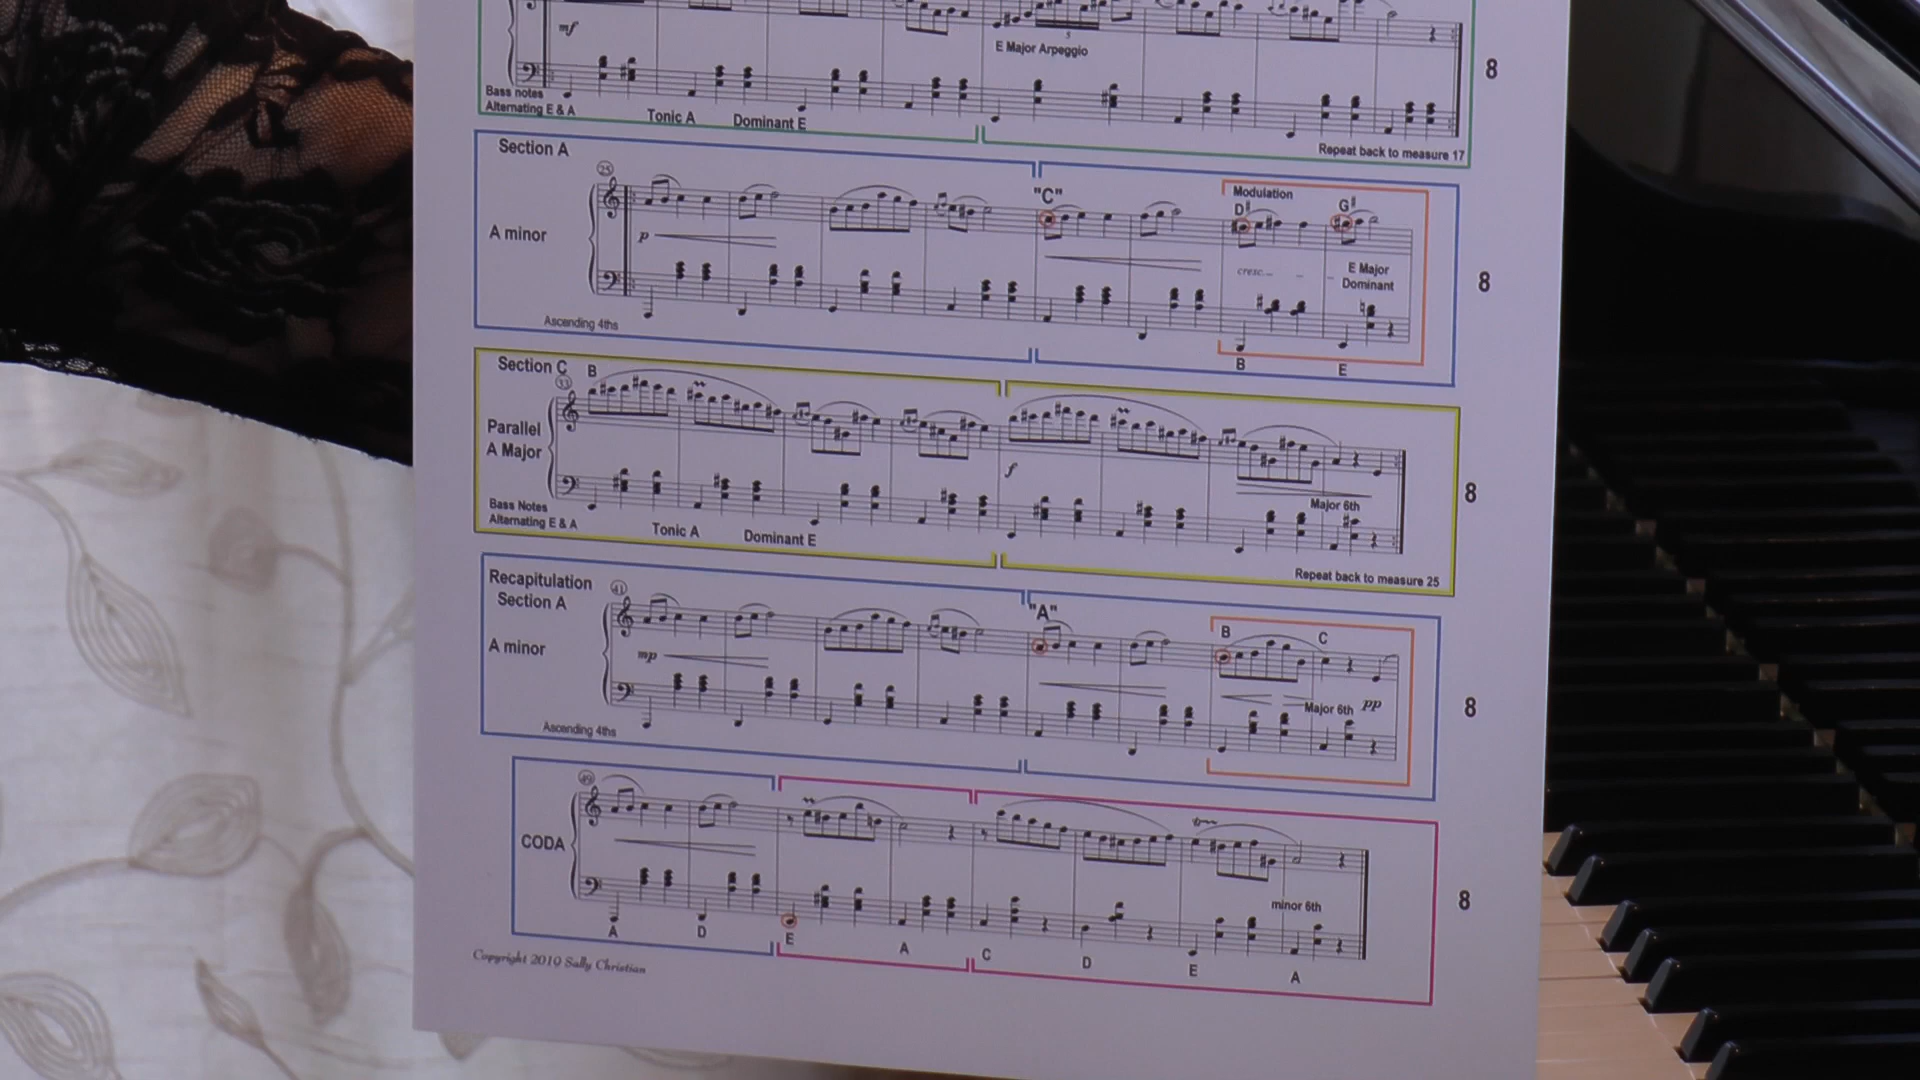 mf
3
E Major Arpeggio
8
Bass notes
Alternating E & A
Tonic A
Dominant E
Repeat back to measure 17
Section A
25
"C"
Modulation
D#
G#
A minor
p
cresc.
E Major
Dominant
8
Ascending 4ths
B
E
Section C
B
33
Parallel
A Major
f
8
Bass Notes
Alternating E & A
Tonic A
Dominant E
Major 6th
Repeat back to measure 25
Recapitulation
Section A
41
"A"
B
C
A minor
mp
Major 6th
pp
8
Ascending 4ths
49
CODA
minor 6th
8
A
D
E
A
C
D
E
A
Copyright 2010 Sally Christian